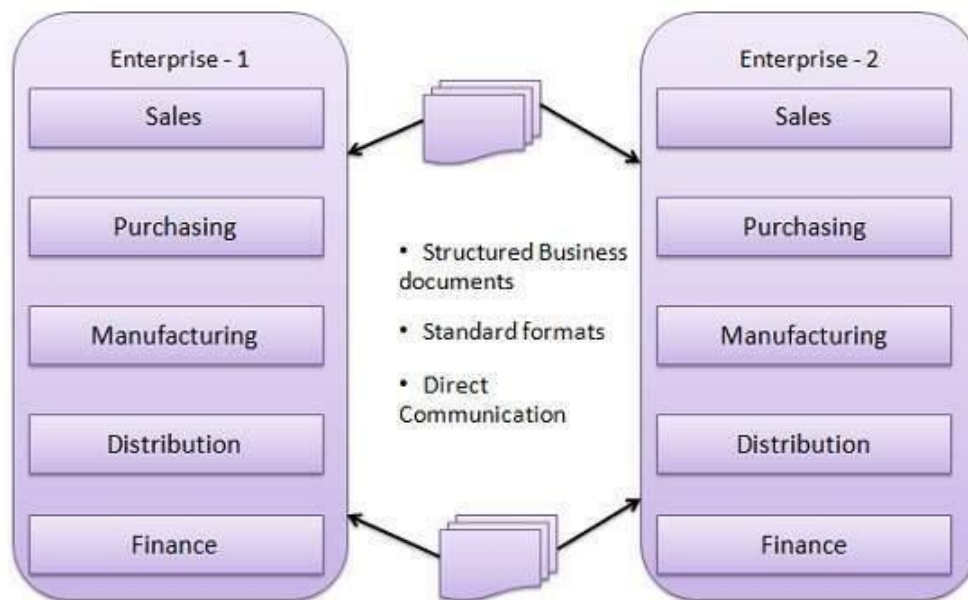 Enterprise - 1
Sales
Purchasing
Manufacturing
Distribution
Finance
• Structured Business
documents
• Standard formats
• Direct
Communication
Enterprise - 2
Sales
Purchasing
Manufacturing
Distribution
Finance